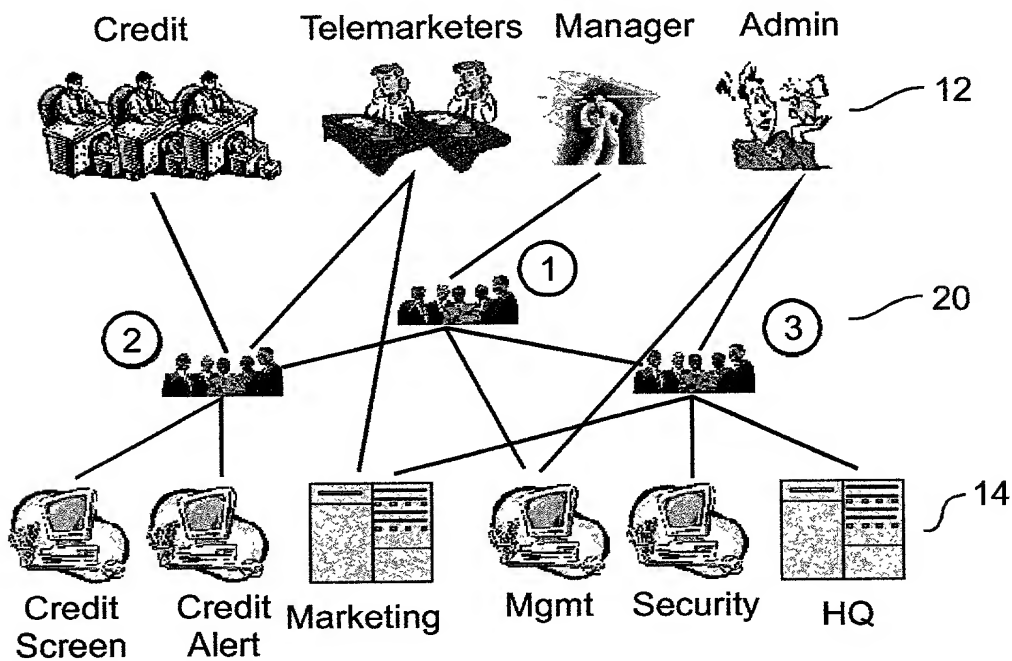 Credit Telemarketers Manager Admin
12
1
20
2
3
14
Credit Screen
Credit Alert
Marketing
Mgmt
Security
HQ